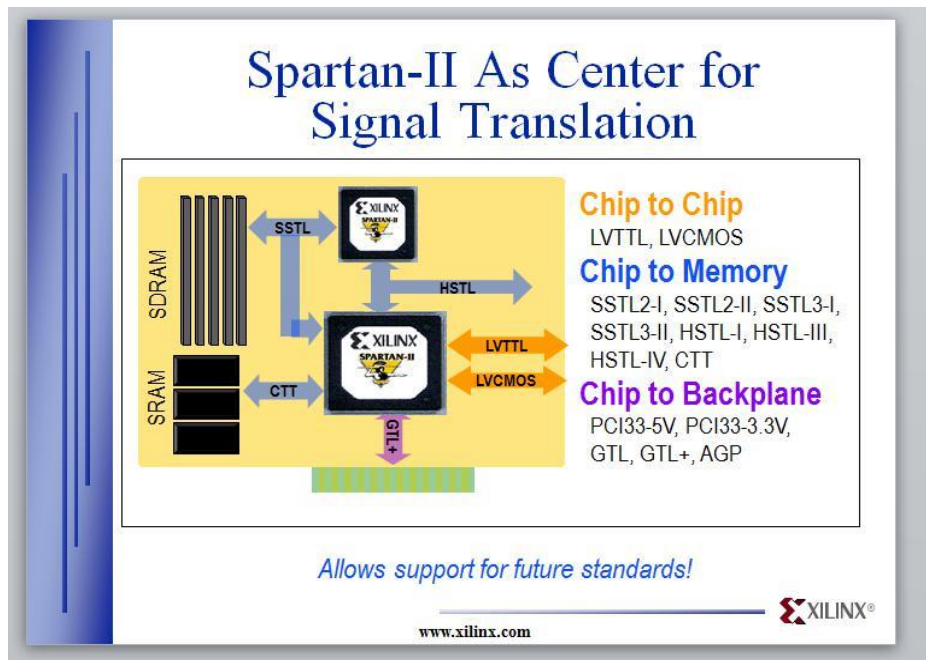 Spartan-II As Center for
Signal Translation
SDRAM
SRAM
SSTL
XILINX
SPARTAN-II
HSTL
XILINX
SPARTAN-II
LVTTL
LVCMOS
CTT
GTL+
Chip to Chip
LVTTL, LVCMOS
Chip to Memory
SSTL2-I, SSTL2-II, SSTL3-I,
SSTL3-II, HSTL-I, HSTL-III,
HSTL-IV, CTT
Chip to Backplane
PCI33-5V, PCI33-3.3V,
GTL, GTL+, AGP
Allows support for future standards!
www.xilinx.com
XILINX®